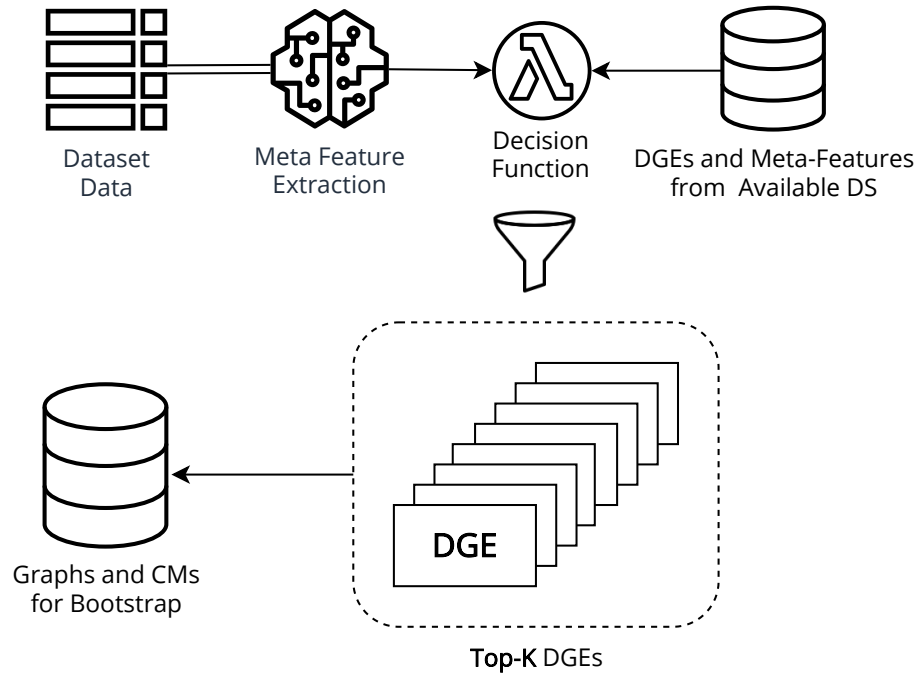 Dataset
Data
Meta Feature
Extraction
Decision
Function
DGEs and Meta-Features
from Available DS
DGE
Graphs and CMs
for Bootstrap
Top-K DGEs